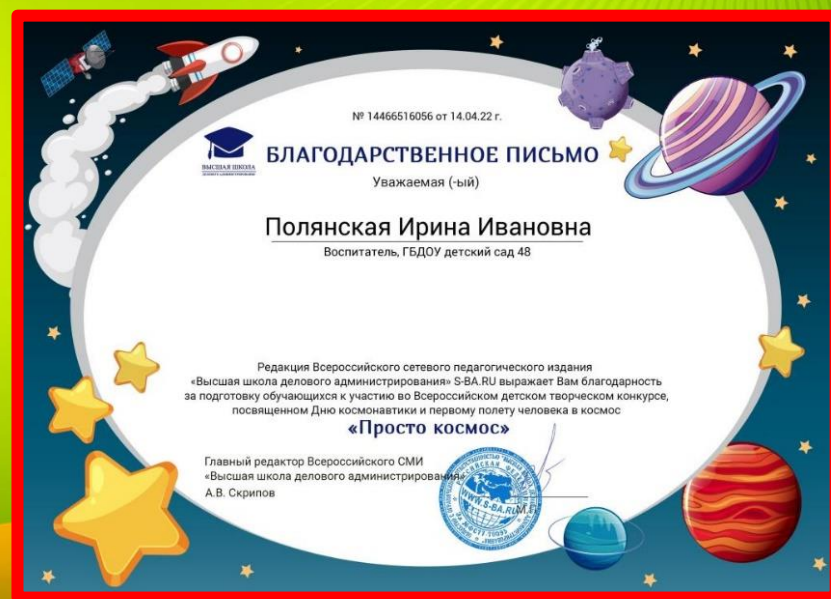 № 14466516056 от 14.04.22 г.
ВЫСШАЯ ШКОЛА
БЛАГОДАРСТВЕННОЕ ПИСЬМО
Уважаемая (-ый)
Полянская Ирина Ивановна
Воспитатель, ГБДОУ детский сад 48
Редакция Всероссийского сетевого педагогического издания
«Высшая школа делового администрирования» S-BA.RU выражает Вам благодарность
за подготовку обучающихся к участию во Всероссийском детском творческом конкурсе,
посвященном Дню космонавтики и первому полету человека в космос
«Просто космос»
Главный редактор Всероссийского СМИ
«Высшая школа делового администрирования»
А.В. Скрипов
WWW.S-BA.RU
М.П.